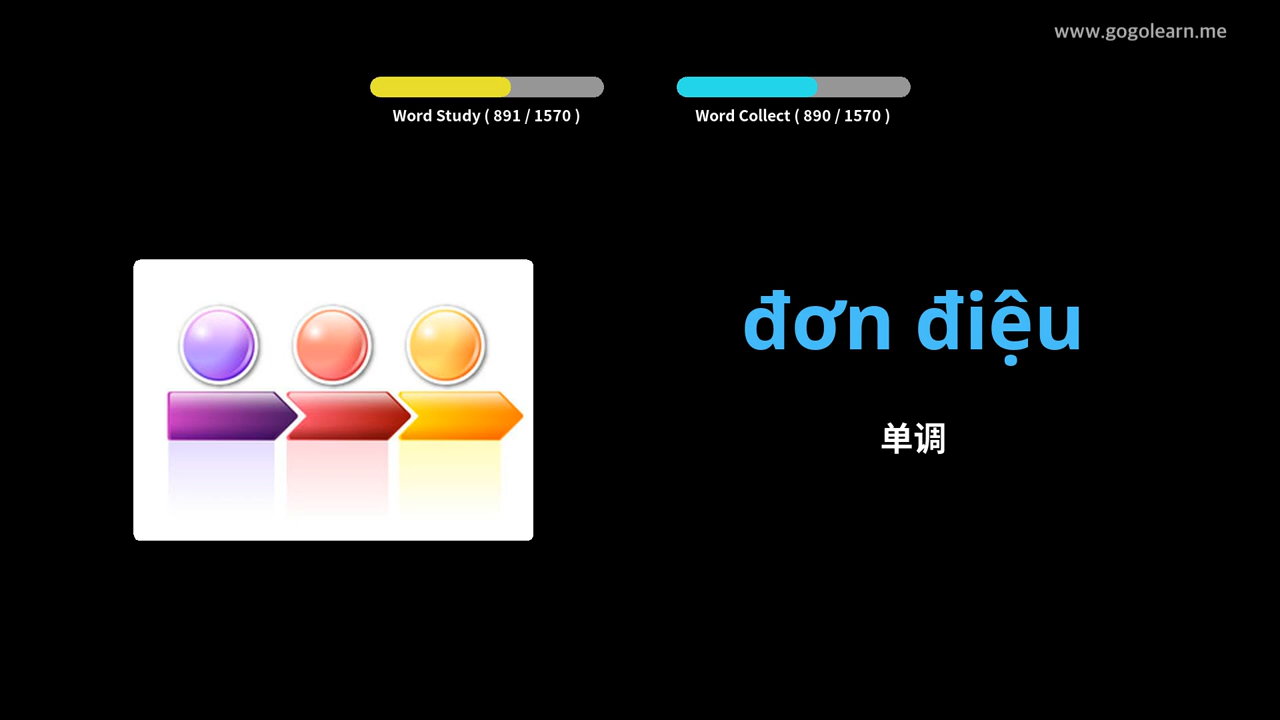 www.gogolearn.me
Word Study ( 891 / 1570 )
Word Collect ( 890 / 1570 )
đơn điệu
单调